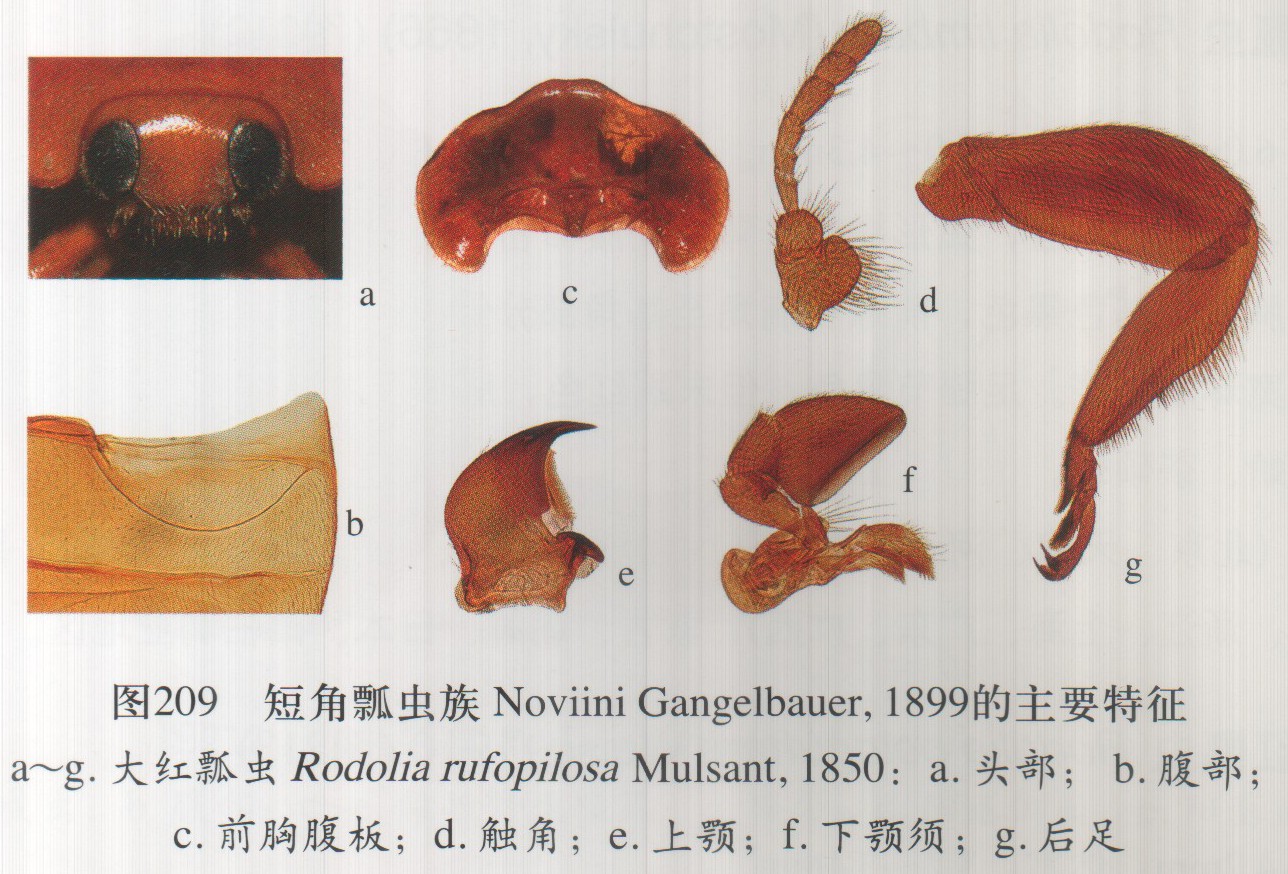 a
c
d
b
e
f
g
图209 短角瓢虫族 Noviini Gangelbauer, 1899的主要特征
a~g. 大红瓢虫 Rodolia rufopilosa Mulsant, 1850: a. 头部; b. 腹部;
c. 前胸腹板; d. 触角; e. 上颚; f. 下颚须; g. 后足